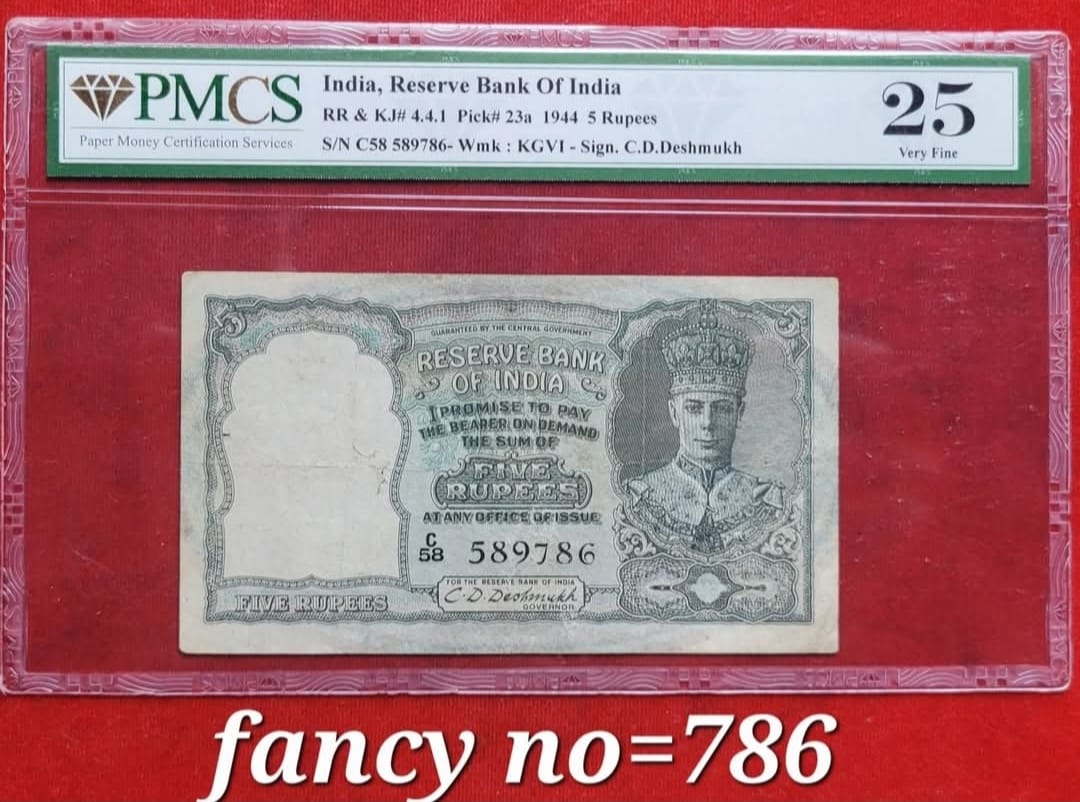 PMCS
Paper Money Certification Services
India, Reserve Bank Of India
RR & KJ# 4.4.1 Pick# 23a 1944 5 Rupees
S/N C58 589786- Wmk : KGVI - Sign. C.D.Deshmukh
25
Very Fine
5
5
GUARANTEED BY THE CENTRAL GOVERNMENT
RESERVE BANK
OF INDIA
I PROMISE TO PAY
THE BEARER ON DEMAND
THE SUM OF
FIVE
RUPEES
AT ANY OFFICE OF ISSUE
C
58 589786
FOR THE RESERVE BANK OF INDIA
C. D. Deshmukh
GOVERNOR
FIVE RUPEES
fancy no=786